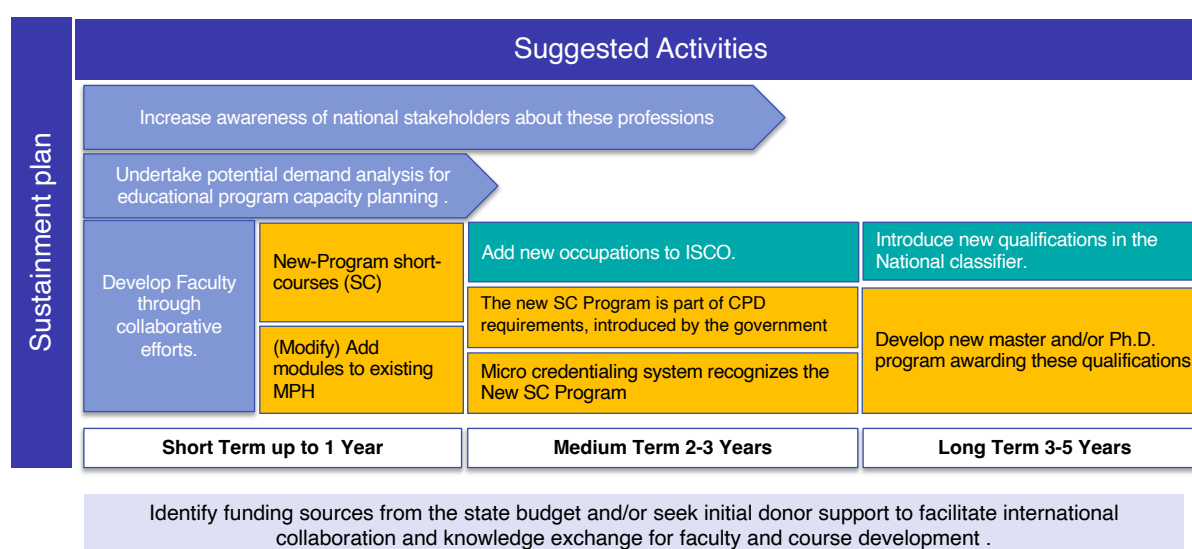 Sustainment plan
Suggested Activities
Increase awareness of national stakeholders about these professions
Undertake potential demand analysis for
educational program capacity planning .
Develop Faculty
through
collaborative
efforts.
New-Program short-
courses (SC)
(Modify) Add
modules to existing
MPH
Add new occupations to ISCO.
The new SC Program is part of CPD
requirements, introduced by the government
Micro credentialing system recognizes the
New SC Program
Introduce new qualifications in the
National classifier.
Develop new master and/or Ph.D.
program awarding these qualifications
Short Term up to 1 Year
Medium Term 2-3 Years
Long Term 3-5 Years
Identify funding sources from the state budget and/or seek initial donor support to facilitate international
collaboration and knowledge exchange for faculty and course development .